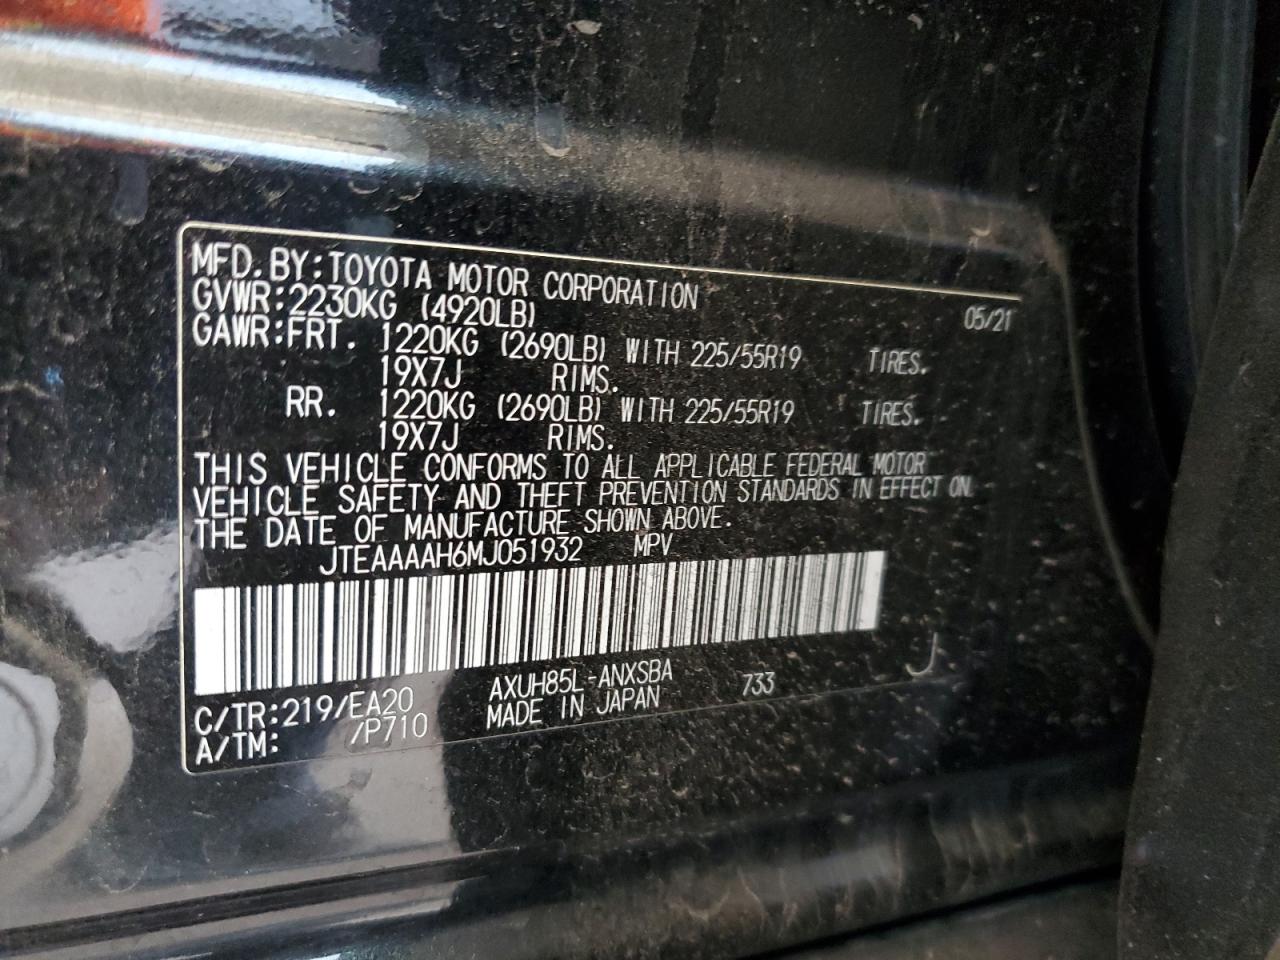 MFD.BY:TOYOTA MOTOR CORPORATION 05/21
GVWR:2230KG (4920LB)
GAWR:FRT. 1220KG (2690LB) WITH 225/55R19 TIRES.
19X7J RIMS.
RR. 1220KG (2690LB) WITH 225/55R19 TIRES.
19X7J RIMS.
THIS VEHICLE CONFORMS TO ALL APPLICABLE FEDERAL MOTOR
VEHICLE SAFETY AND THEFT PREVENTION STANDARDS IN EFFECT ON
THE DATE OF MANUFACTURE SHOWN ABOVE.
JTEAAAAH6MJ051932 MPV
C/TR:219/EA20 AXUH85L-ANXSBA 733 J
A/TM: /P710 MADE IN JAPAN